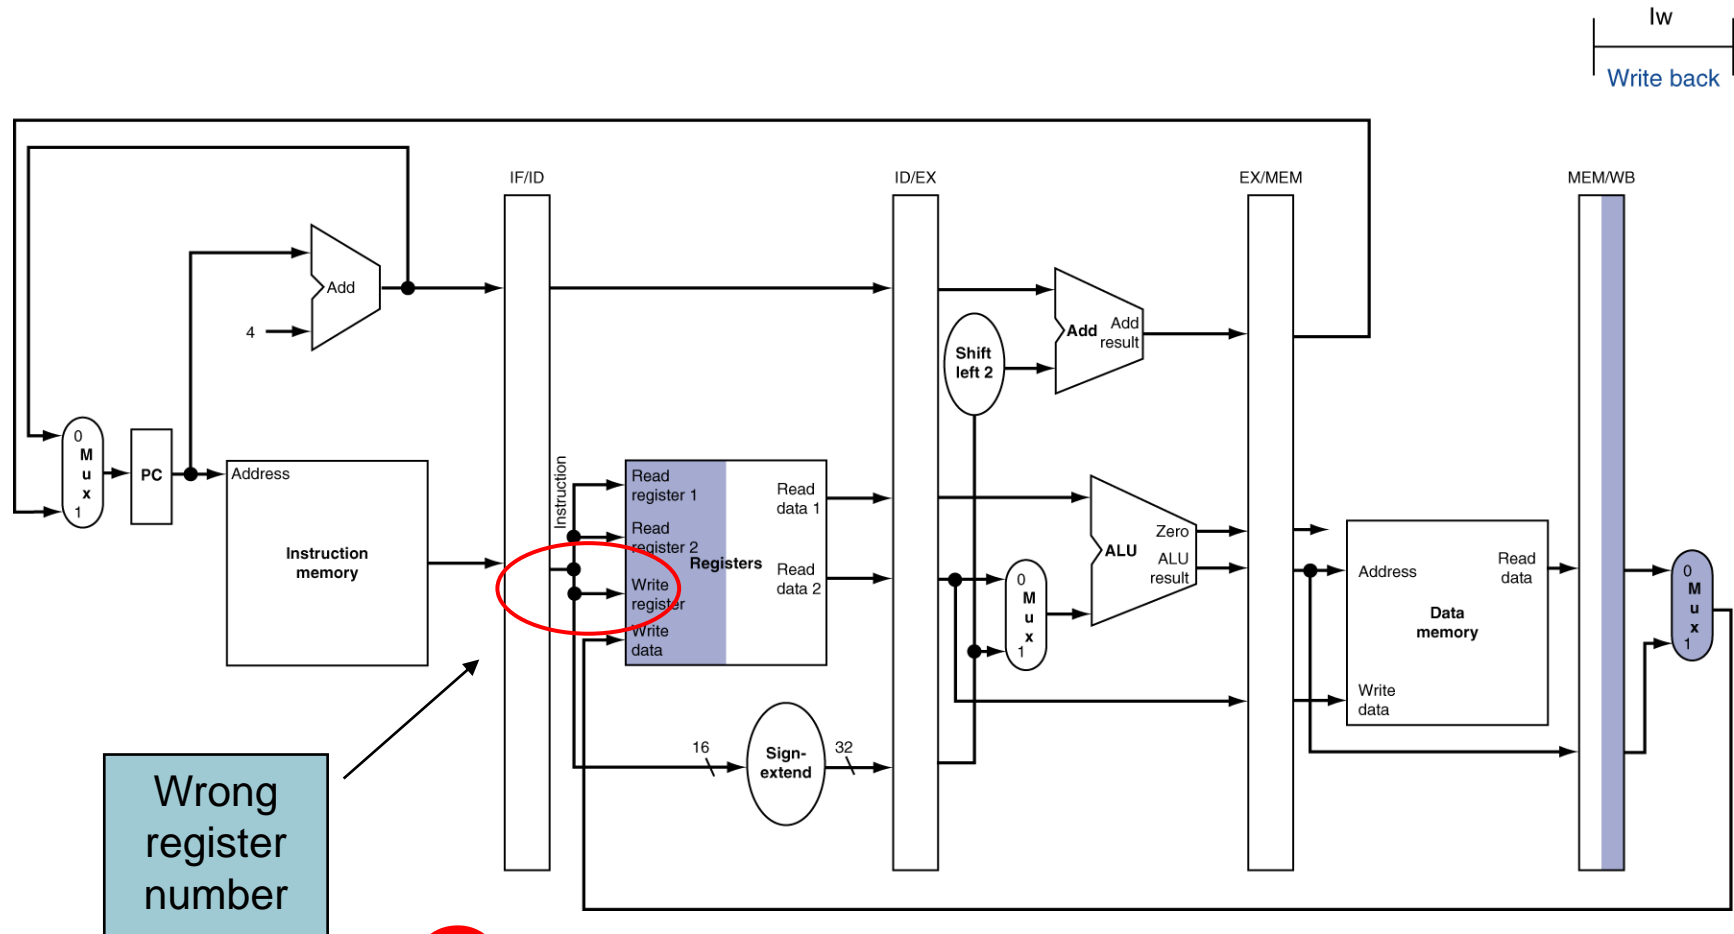 lw
Write back
IF/ID
ID/EX
EX/MEM
MEM/WB
Add
4
Add
Add
result
Shift
left 2
0
M
u
x
1
PC
Address
Instruction
memory
Instruction
Read
register 1
Read
register 2
Registers
Write
register
Write
data
Read
data 1
Read
data 2
16
Sign-
extend
32
0
M
u
x
1
Zero
ALU
ALU
result
Address
Read
data
Data
memory
Write
data
0
M
u
x
1
Wrong
register
number